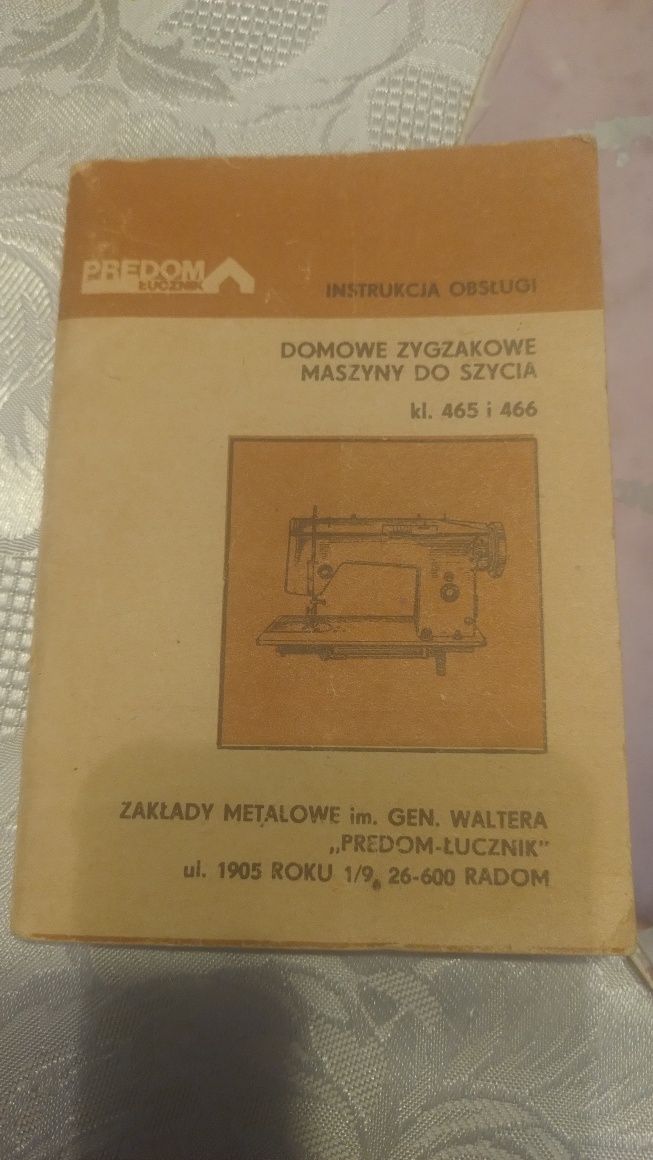 PREDOM
ŁUCZNIK
INSTRUKCJA OBSŁUGI
DOMOWE ZYGZAKOWE
MASZYNY DO SZYCIA
kl. 465 i 466
ZAKŁADY METALOWE im. GEN. WALTERA
„PREDOM-ŁUCZNIK”
ul. 1905 ROKU 1/9, 26-600 RADOM